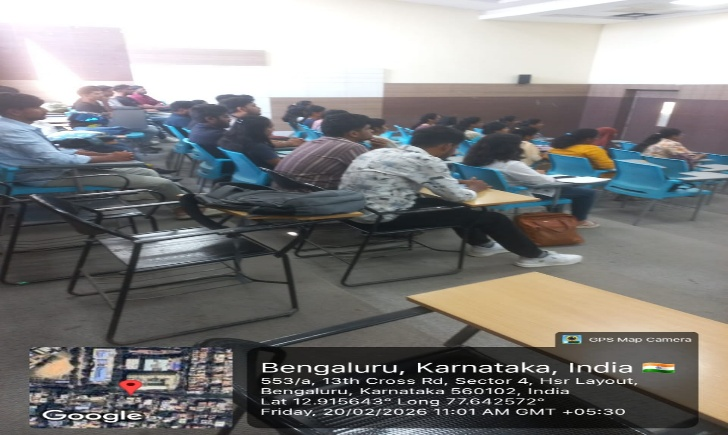 GPS Map Camera
Bengaluru, Karnataka, India
553/a, 13th Cross Rd, Sector 4, Hsr Layout,
Bengaluru, Karnataka 560102, India
Lat 12.915643° Long 77.642572°
Friday, 20/02/2026 11:01 AM GMT +05:30
Google